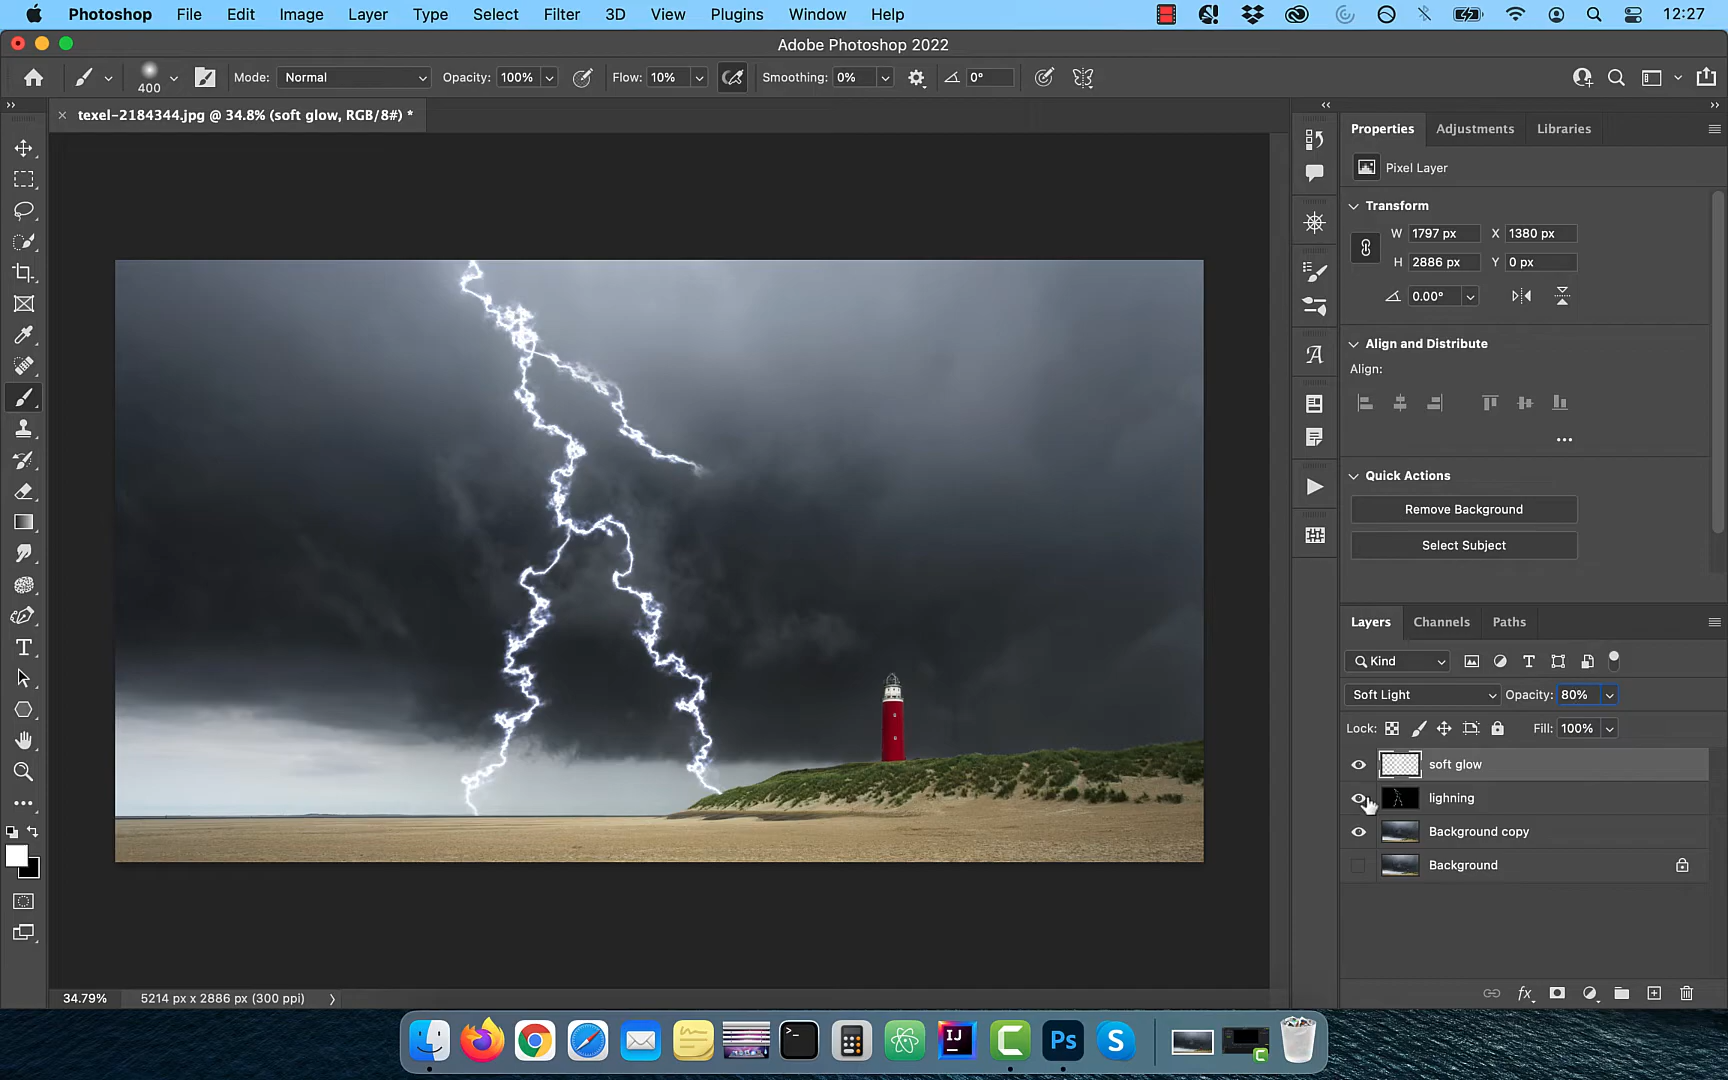 Photoshop File Edit Image Layer Type Select Filter 3D View Plugins Window Help 12:27
Adobe Photoshop 2022
400 Mode: Normal Opacity: 100% Flow: 10% Smoothing: 0% 0°
texel-2184344.jpg @ 34.8% (soft glow, RGB/8#) *
Properties Adjustments Libraries
Pixel Layer
Transform
W 1797 px X 1380 px
H 2886 px Y 0 px
0.00°
Align and Distribute
Align:
Quick Actions
Remove Background
Select Subject
Layers Channels Paths
Kind
Soft Light Opacity: 80%
Lock: Fill: 100%
soft glow
lighning
Background copy
Background
34.79% 5214 px x 2886 px (300 ppi)
IJ
Ps